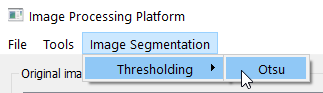 Image Processing Platform
File Tools Image Segmentation
Thresholding Otsu
Original ima